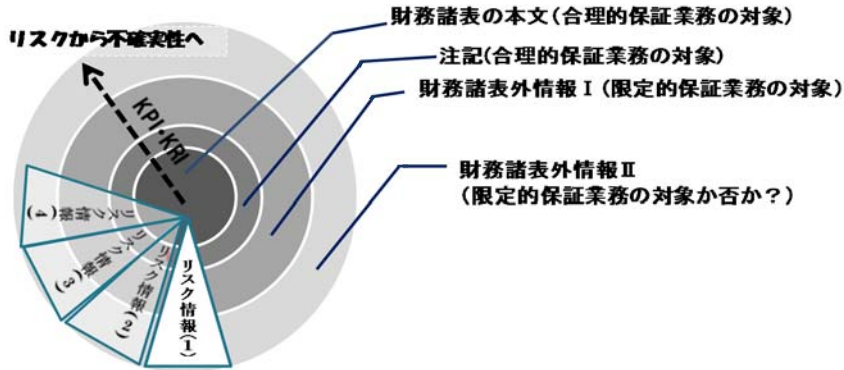 財務諸表の本文(合理的保証業務の対象)
リスクから不確実性へ
注記(合理的保証業務の対象)
財務諸表外情報Ⅰ(限定的保証業務の対象)
KPI・KRI
財務諸表外情報Ⅱ
(限定的保証業務の対象か否か?)
リスク情報(4)
リスク情報(3)
リスク情報(2)
リスク情報(1)